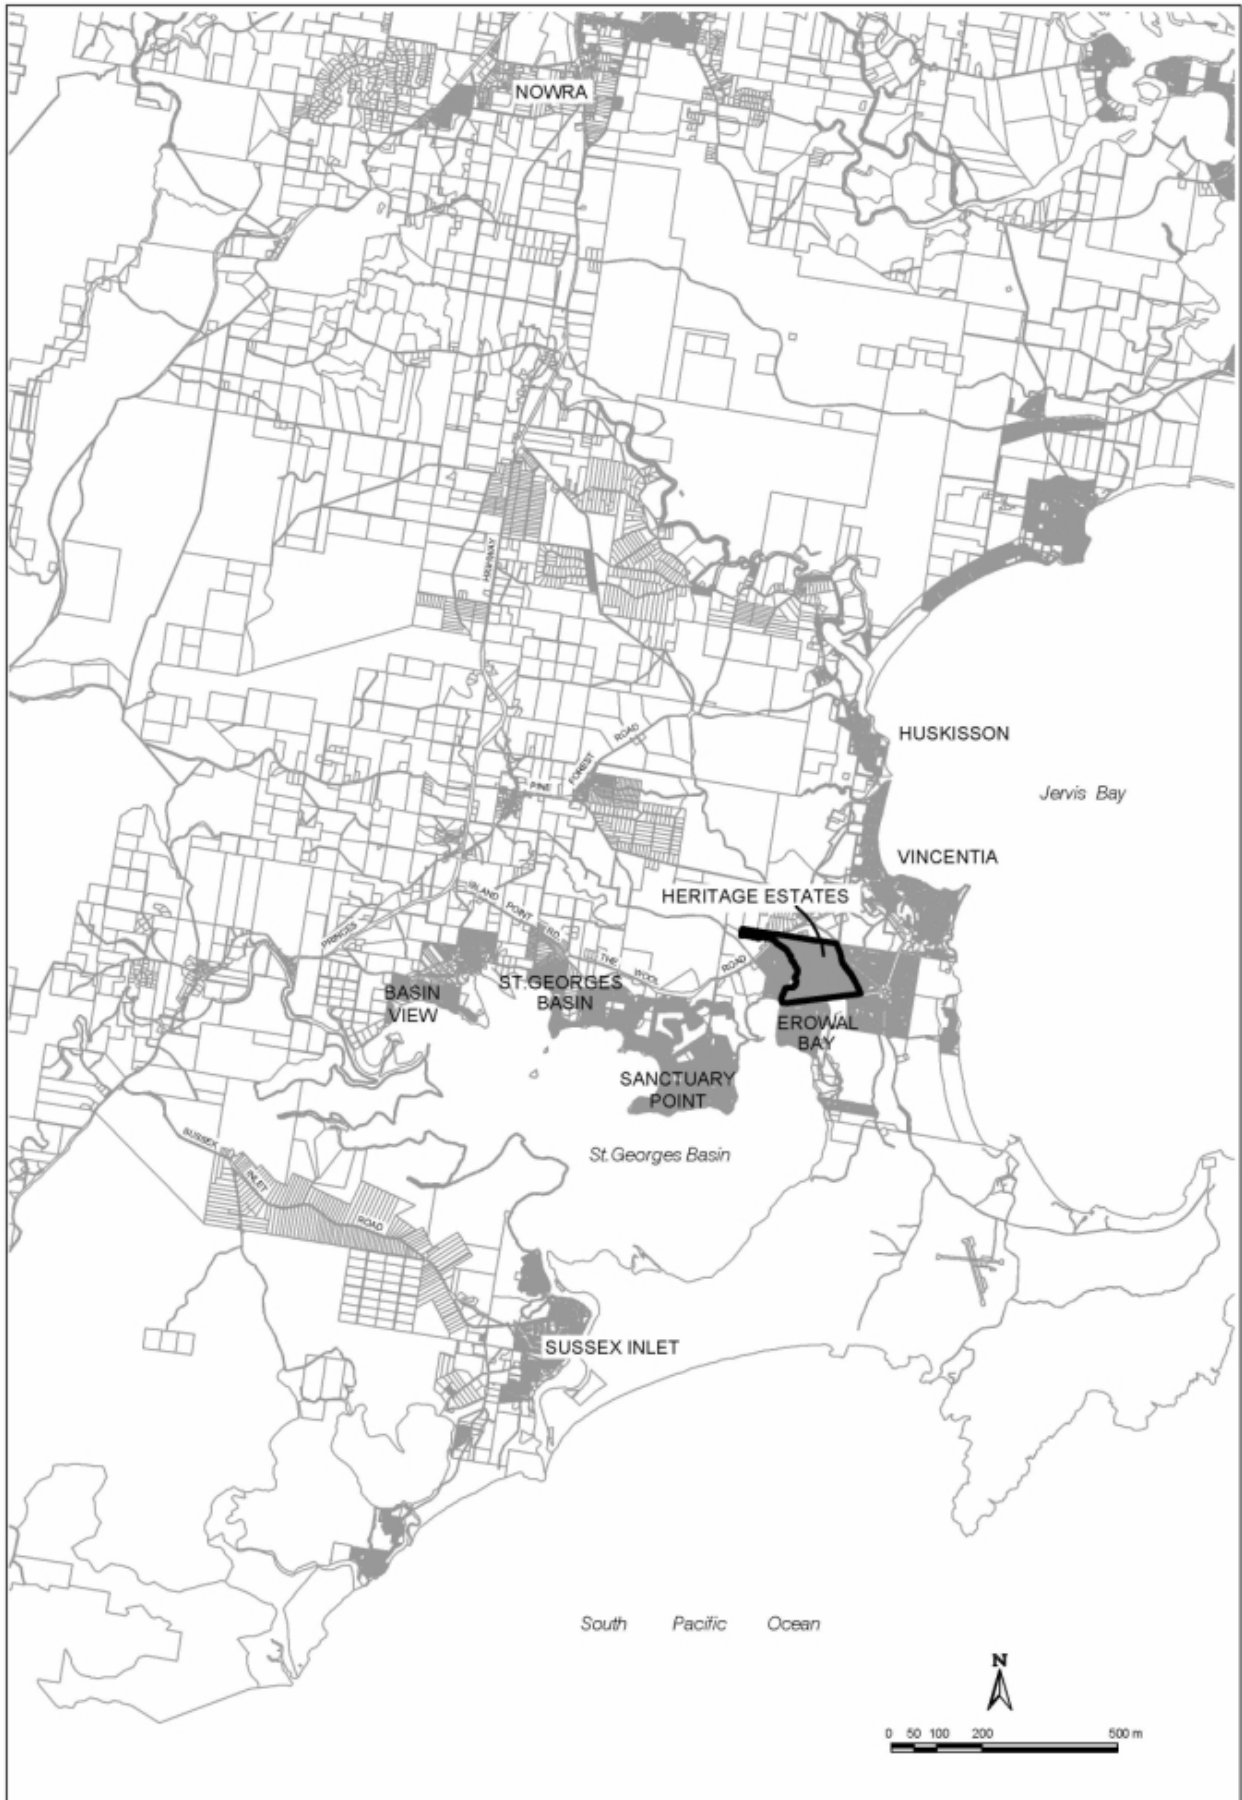 NOWRA
HIGHWAY
HUSKISSON
ROAD
FOREST
PINE
Jervis Bay
VINCENTIA
HERITAGE ESTATES
ISLAND POINT RD.
PRINCES
THE WOOL
ROAD
BASIN
VIEW
ST.GEORGES
BASIN
EROWAL
BAY
SANCTUARY
POINT
St.Georges Basin
SUSSEX
INLET
ROAD
SUSSEX INLET
South Pacific Ocean
N
0 50 100 200 500 m